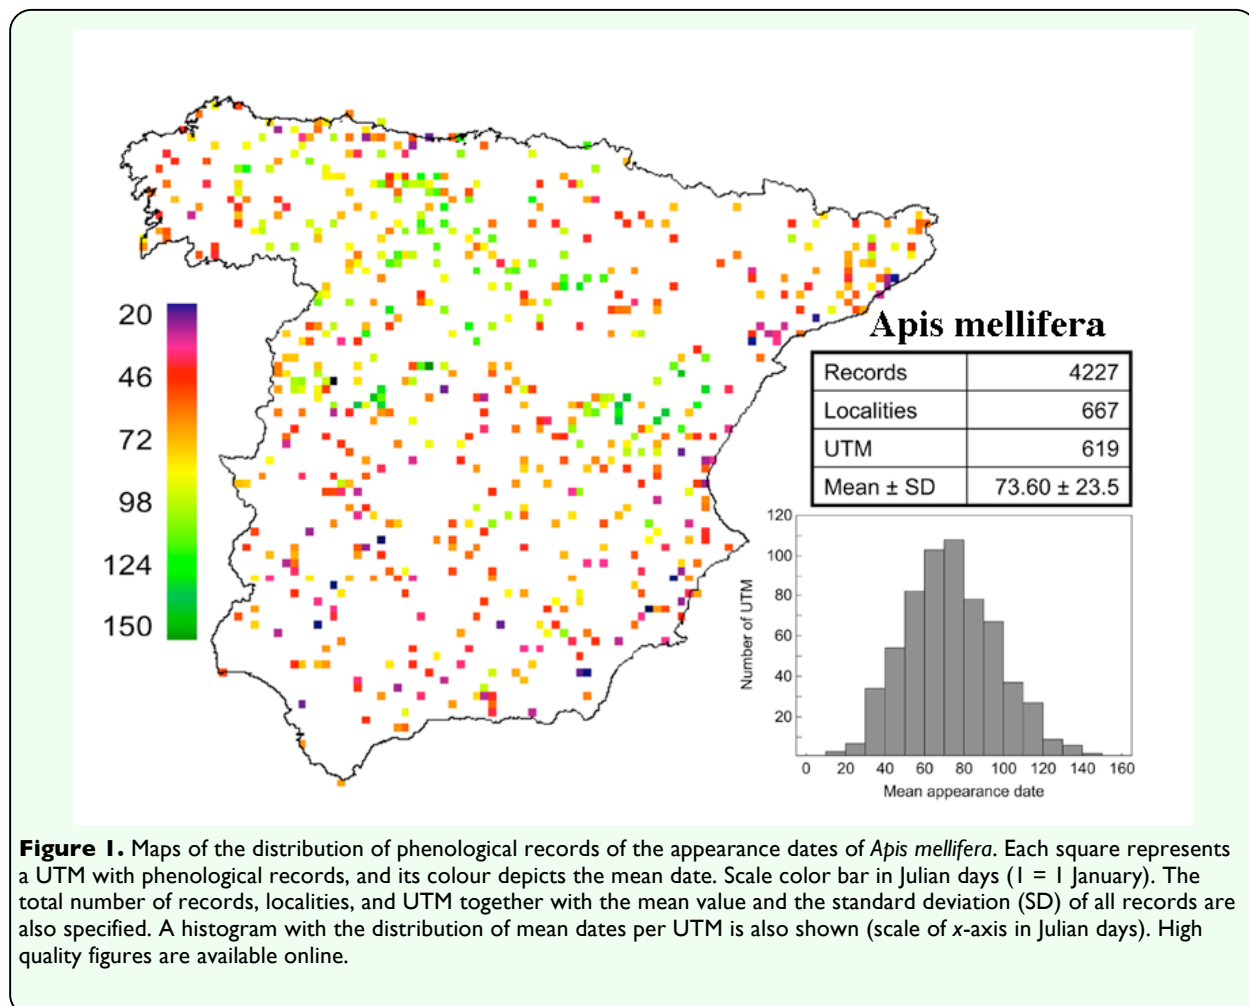 20
46
72
98
124
150
Apis mellifera
Records 4227
Localities 667
UTM 619
Mean ± SD 73.60 ± 23.5
120
100
80
60
40
20
Number of UTM
0 20 40 60 80 100 120 140 160
Mean appearance date
Figure 1. Maps of the distribution of phenological records of the appearance dates of Apis mellifera. Each square represents
a UTM with phenological records, and its colour depicts the mean date. Scale color bar in Julian days (1 = 1 January). The
total number of records, localities, and UTM together with the mean value and the standard deviation (SD) of all records are
also specified. A histogram with the distribution of mean dates per UTM is also shown (scale of x-axis in Julian days). High
quality figures are available online.